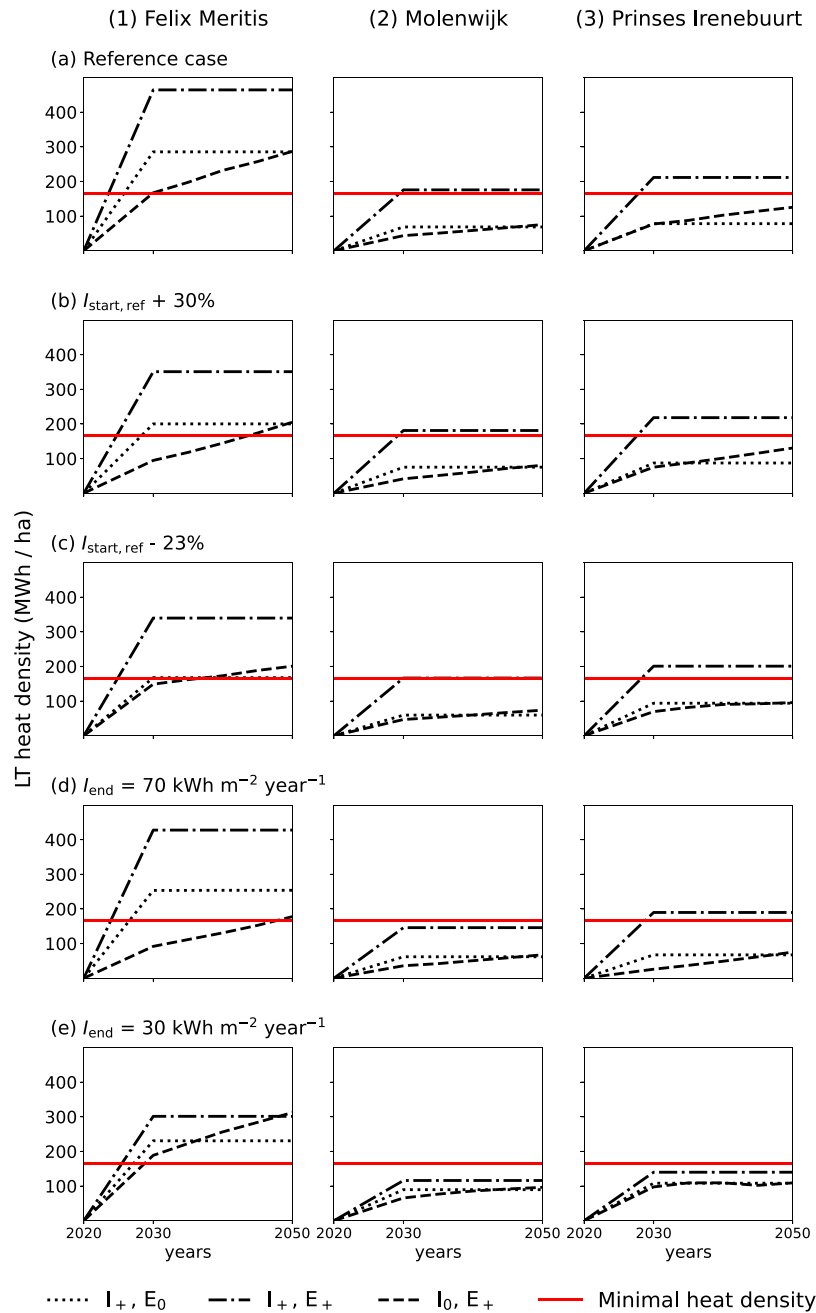 (1) Felix Meritis (2) Molenwijk (3) Prinses Irenebuurt
(a) Reference case
400
300
200
100
(b) I_start, ref + 30%
400
300
200
100
(c) I_start, ref - 23%
400
300
200
100
LT heat density (MWh / ha)
(d) I_end = 70 kWh m⁻² year⁻¹
400
300
200
100
(e) I_end = 30 kWh m⁻² year⁻¹
400
300
200
100
2020 2030 2050 2020 2030 2050 2020 2030 2050
years years years
I₊, E₀ I₊, E₊ I₀, E₊ Minimal heat density